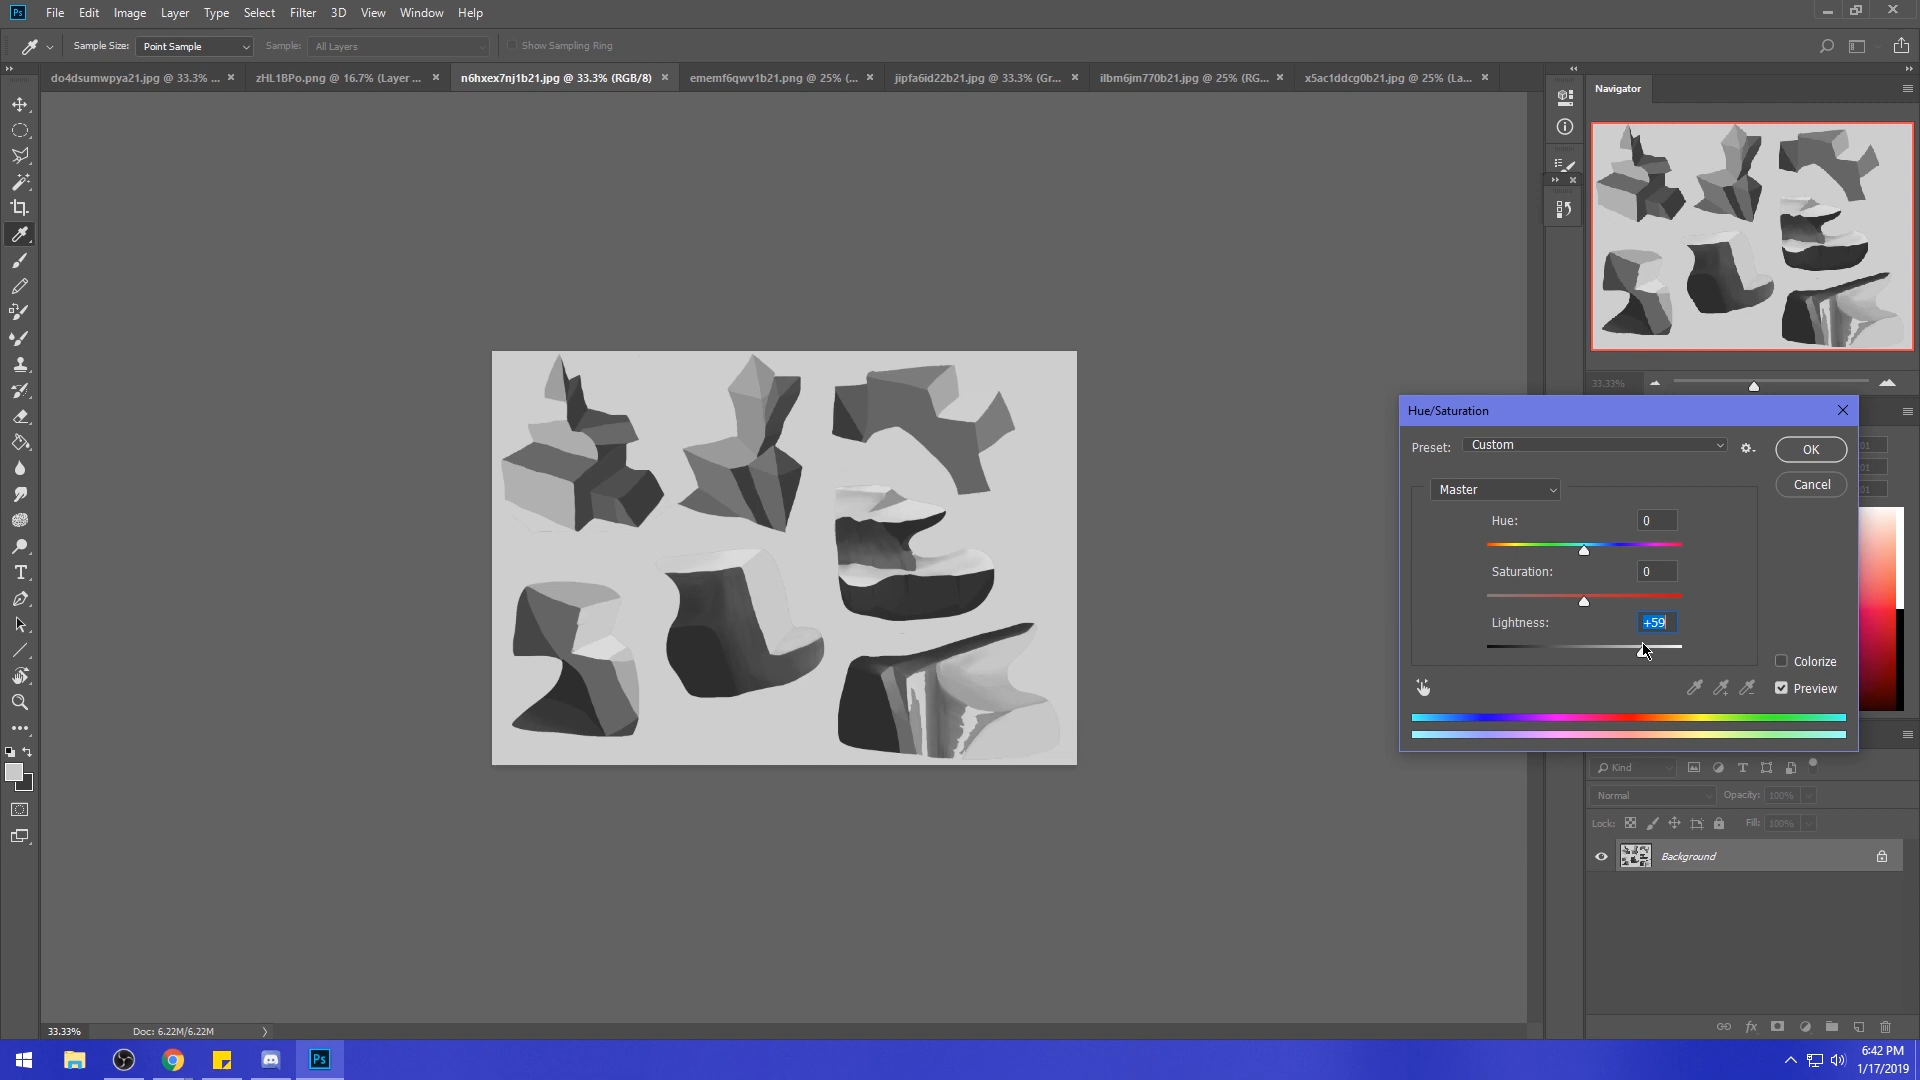 Ps File Edit Image Layer Type Select Filter 3D View Window Help
Sample Size: Point Sample Sample: All Layers Show Sampling Ring
do4dsumwpya21.jpg @ 33.3% ... zHL1BPo.png @ 16.7% (Layer ... n6hxex7nj1b21.jpg @ 33.3% (RGB/8) ememf6qwv1b21.png @ 25% (... jipfa6id22b21.jpg @ 33.3% (Gr... ilbm6jm770b21.jpg @ 25% (RG... x5ac1ddcg0b21.jpg @ 25% (La...
Navigator
33.33%
Hue/Saturation
Preset: Custom
OK
Master
Cancel
Hue: 0
Saturation: 0
Lightness: +59
Colorize
Preview
01
01
01
Kind
Normal Opacity: 100%
Lock: Fill: 100%
Background
33.33% Doc: 6.22M/6.22M
Ps
6:42 PM
1/17/2019